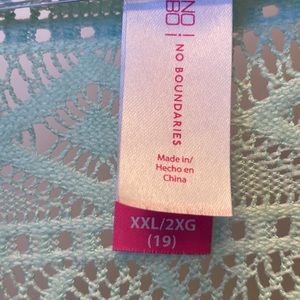 NO
BO
NO BOUNDARIES
Made in/
Hecho en
China
XXL/2XG
(19)